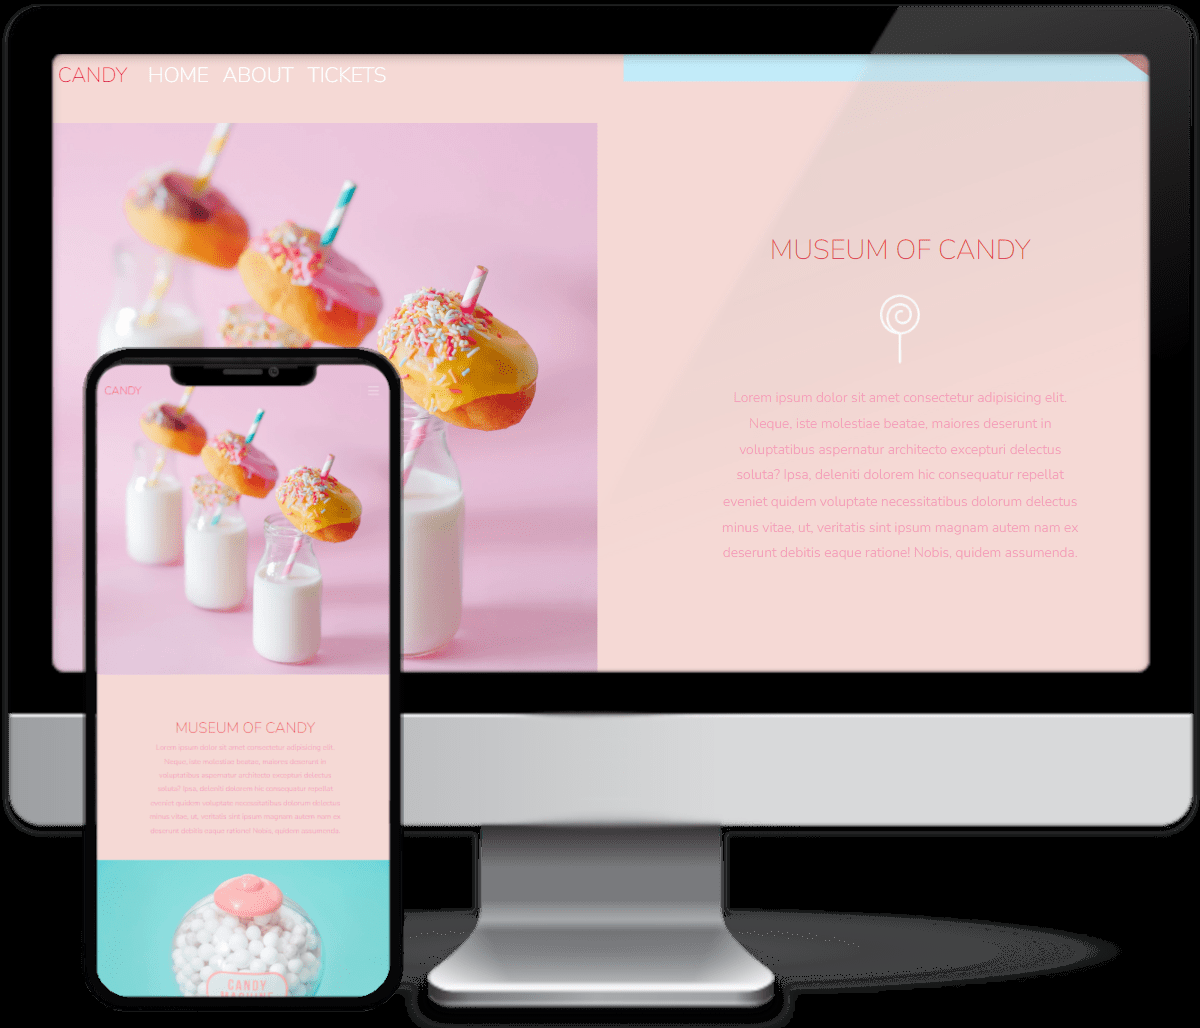 CANDY HOME ABOUT TICKETS
MUSEUM OF CANDY
Lorem ipsum dolor sit amet consectetur adipisicing elit.
Neque, iste molestiae beatae, maiores deserunt in
voluptatibus aspernatur architecto excepturi delectus
soluta? Ipsa, deleniti dolorem hic consequatur repellat
eveniet quidem voluptate necessitatibus dolorum delectus
minus vitae, ut, veritatis sint ipsum magnam autem nam ex
deserunt debitis eaque ratione! Nobis, quidem assumenda.
CANDY
MUSEUM OF CANDY
Lorem ipsum dolor sit amet consectetur adipisicing elit.
Neque, iste molestiae beatae, maiores deserunt in
voluptatibus aspernatur architecto excepturi delectus
soluta? Ipsa, deleniti dolorem hic consequatur repellat
eveniet quidem voluptate necessitatibus dolorum delectus
minus vitae, ut, veritatis sint ipsum magnam autem nam ex
deserunt debitis eaque ratione! Nobis, quidem assumenda.
CANDY
MACHINE